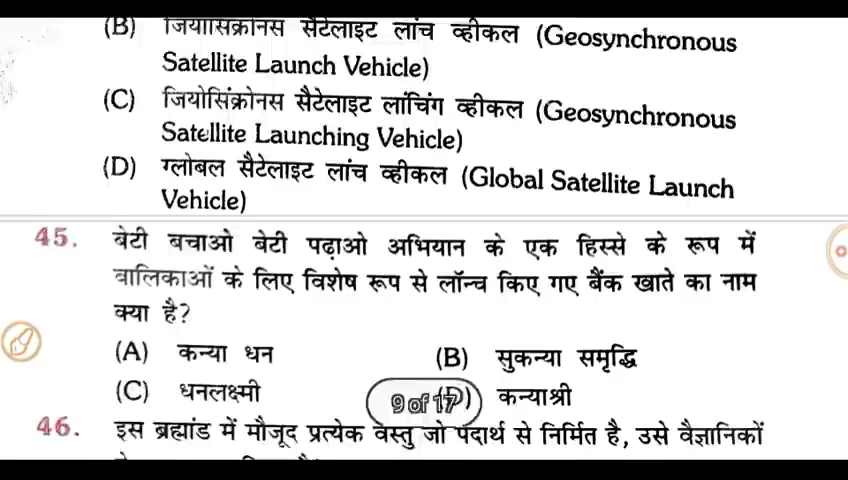 (B) जियोसिंक्रोनस सैटेलाइट लांच व्हीकल (Geosynchronous
Satellite Launch Vehicle)
(C) जियोसिंक्रोनस सैटेलाइट लांचिंग व्हीकल (Geosynchronous
Satellite Launching Vehicle)
(D) ग्लोबल सैटेलाइट लांच व्हीकल (Global Satellite Launch
Vehicle)
45. बेटी बचाओ बेटी पढ़ाओ अभियान के एक हिस्से के रूप में
बालिकाओं के लिए विशेष रूप से लॉन्च किए गए बैंक खाते का नाम
क्या है?
(A) कन्या धन (B) सुकन्या समृद्धि
(C) धनलक्ष्मी (D) कन्याश्री
9 of 17
46. इस ब्रह्मांड में मौजूद प्रत्येक वस्तु जो पदार्थ से निर्मित है, उसे वैज्ञानिकों